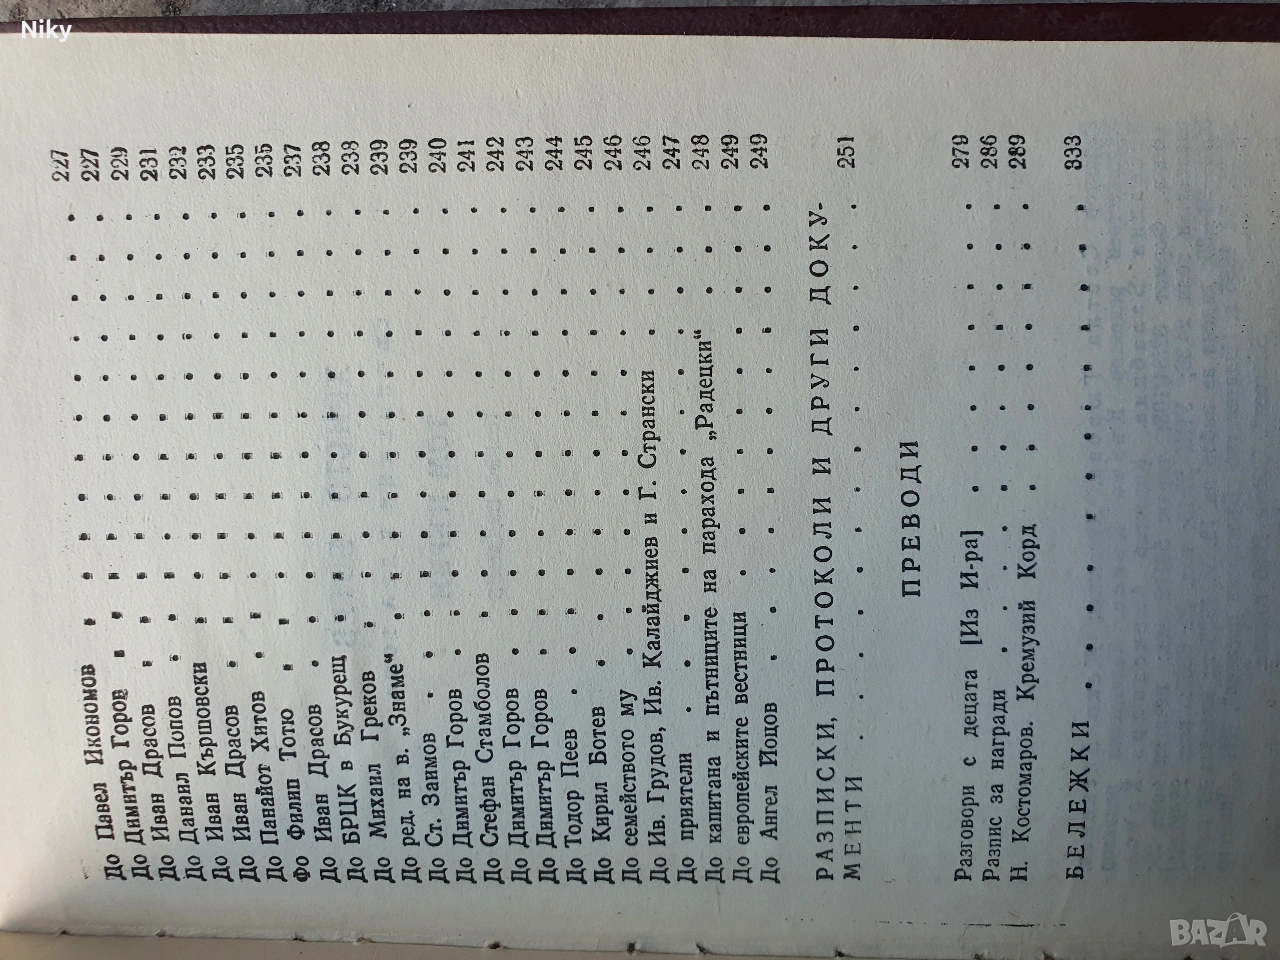 До Павел Икономов . . . . . . . . . . . 227
До Димитър Горов . . . . . . . . . . . 227
До Иван Драсов . . . . . . . . . . . . 229
До Данаил Попов . . . . . . . . . . . . 231
До Иван Кършовски . . . . . . . . . . . 232
До Иван Драсов . . . . . . . . . . . . 233
До Панайот Хитов . . . . . . . . . . . 235
Фо Филип Тотю . . . . . . . . . . . . 235
До Иван Драсов . . . . . . . . . . . . 237
До БРЦК в Букурещ . . . . . . . . . . . 238
До Михаил Греков . . . . . . . . . . . 238
До ред. на в. „Знаме“ . . . . . . . . . . 239
До Ст. Заимов . . . . . . . . . . . . . 239
До Димитър Горов . . . . . . . . . . . 240
До Стефан Стамболов . . . . . . . . . . 241
До Димитър Горов . . . . . . . . . . . 242
До Димитър Горов . . . . . . . . . . . 243
До Тодор Пеев . . . . . . . . . . . . . 244
До Кирил Ботев . . . . . . . . . . . . 245
До семейството му . . . . . . . . . . . 246
До Ив. Грудов, Ив. Калайджиев и Г. Странски . . . . 246
До приятели . . . . . . . . . . . . . 247
До капитана и пътниците на парахода „Радецки“ . . . 248
До европейските вестници . . . . . . . . . . 249
До Ангел Йоцов . . . . . . . . . . . . 249
РАЗПИСКИ, ПРОТОКОЛИ И ДРУГИ ДОКУ-
МЕНТИ . . . . . . . . . . . . . . 251
ПРЕВОДИ
Разговори с децата [Из И-ра] . . . . . . . . 279
Разпис за награди . . . . . . . . . . . . 286
Н. Костомаров. Кремузий Корд . . . . . . . . 289
БЕЛЕЖКИ . . . . . . . . . . . . . 333
Niky
BAZAR